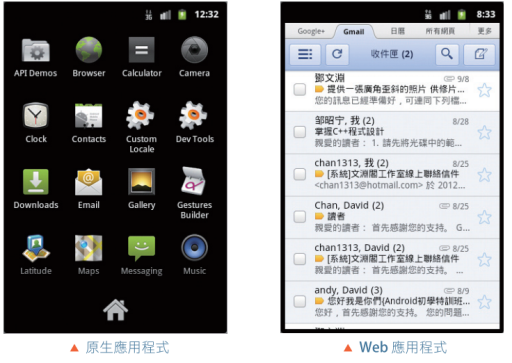 3G 12:32
API Demos Browser Calculator Camera
Clock Contacts Custom Locale Dev Tools
Downloads Email Gallery Gestures Builder
Latitude Maps Messaging Music
▲ 原生應用程式
3G 8:33
Google+ Gmail 日曆 所有網頁 更多
收件匣 (2)
鄧文淵 9/8
提供一張廣角歪斜的照片 供修片...
您的訊息已經準備好，可連同下列檔...
邹昭宁, 我 (2) 8/28
掌握C++程式設計
親愛的讀者： 1. 請先將光碟中的範...
chan1313, 我 (2) 8/25
[系統]文淵閣工作室線上聯絡信件
<chan1313@hotmail.com> 於 2012...
Chan, David (2) 8/25
讀者
親愛的讀者： 首先感謝您的支持。 G...
chan1313, David (2) 8/25
[系統]文淵閣工作室線上聯絡信件
親愛的讀者： 首先感謝您的支持。 ...
andy, David (3) 8/9
您好我是你們(Android初學特訓班...
您好，首先感謝您的支持。 您的問題...
▲ Web 應用程式